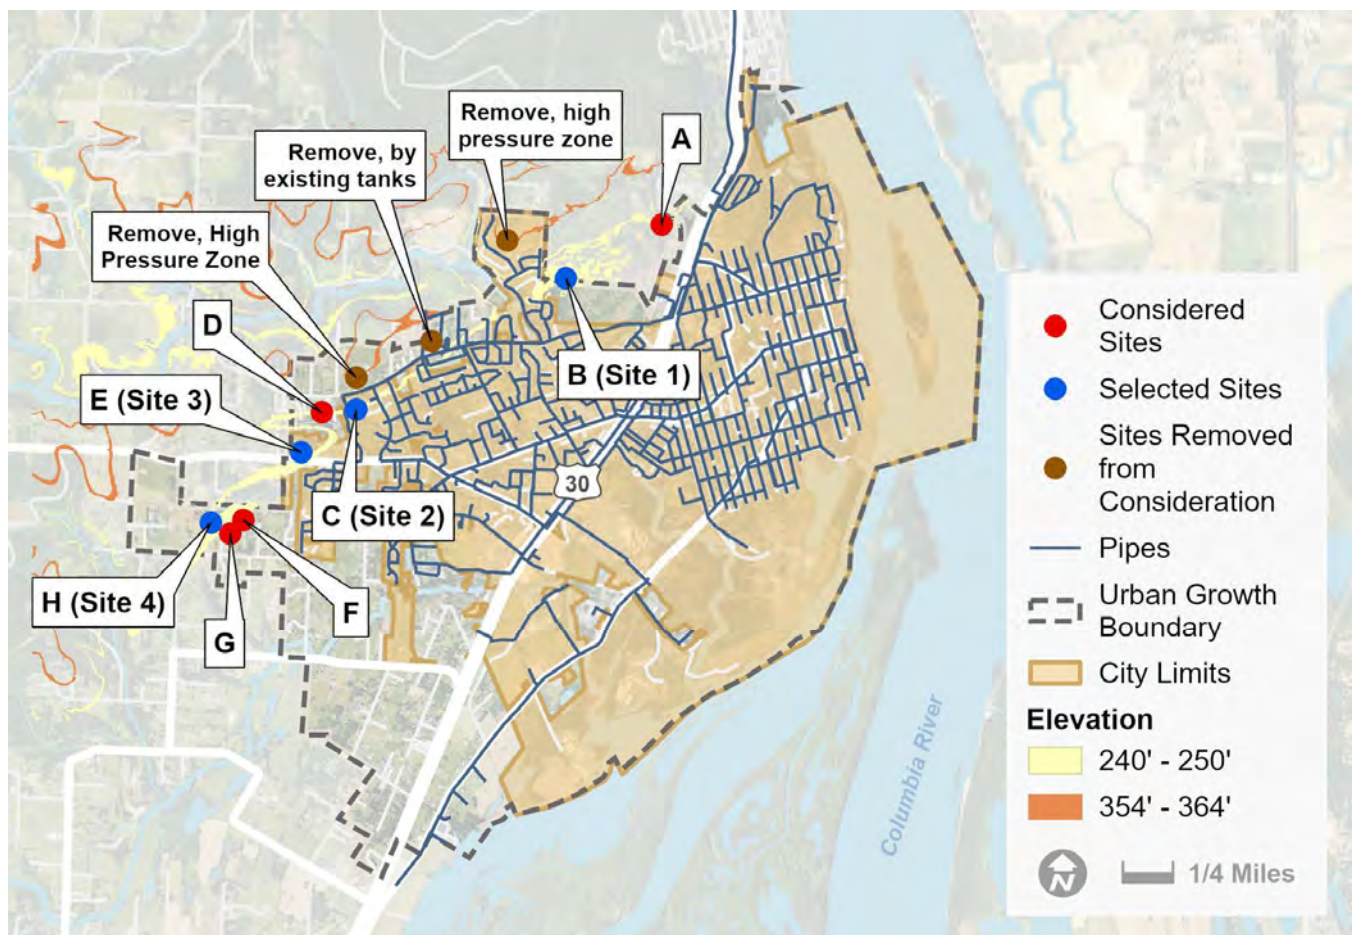 Remove, high
pressure zone
A
Remove, by
existing tanks
Remove, High
Pressure Zone
D
E (Site 3)
B (Site 1)
30
C (Site 2)
H (Site 4)
G
F
Columbia River
Considered
Sites
Selected Sites
Sites Removed
from
Consideration
Pipes
Urban Growth
Boundary
City Limits
Elevation
240' - 250'
354' - 364'
N
1/4 Miles